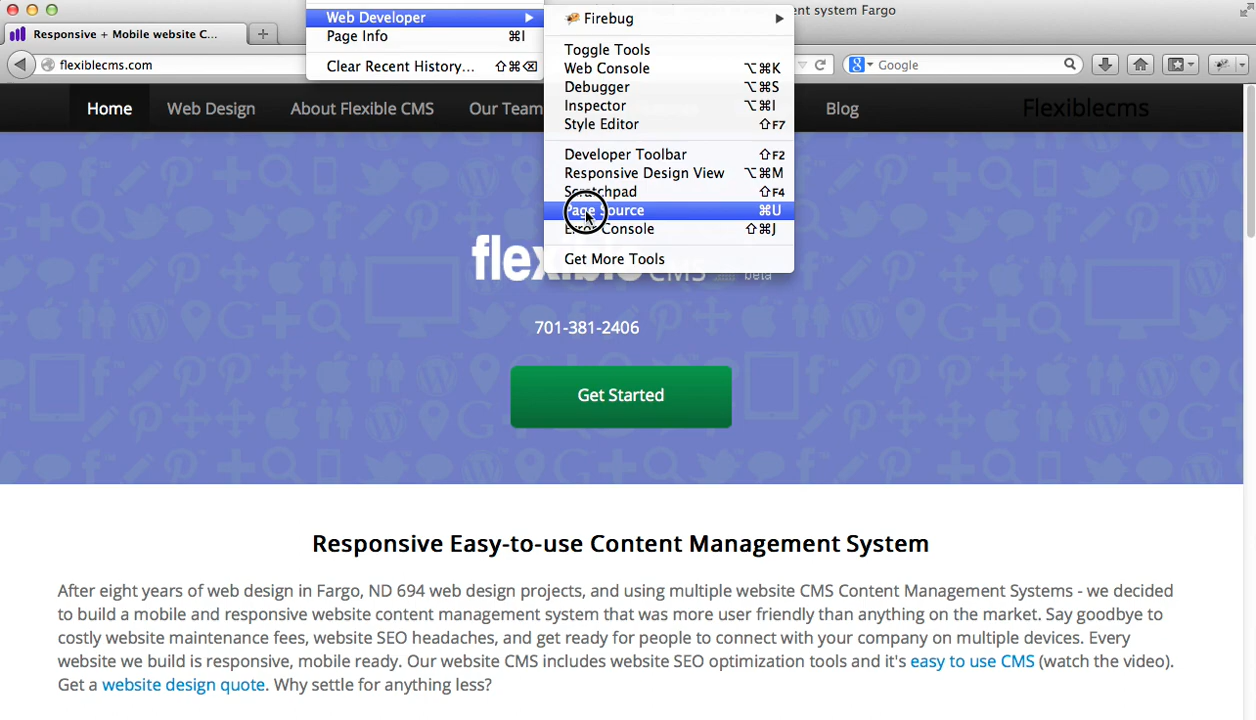 Web Developer
Page Info ⌘I
Clear Recent History... ⇧⌘⌫
Firebug
Toggle Tools
Web Console ⌥⌘K
Debugger ⌥⌘S
Inspector ⌥⌘I
Style Editor ⇧F7
Developer Toolbar ⇧F2
Responsive Design View ⌥⌘M
Scratchpad ⇧F4
Page Source ⌘U
Error Console ⇧⌘J
Get More Tools
nt system Fargo
Responsive + Mobile website C...
flexiblecms.com
Google
Home Web Design About Flexible CMS Our Team Blog Flexiblecms
flexible CMS beta
701-381-2406
Get Started
Responsive Easy-to-use Content Management System
After eight years of web design in Fargo, ND 694 web design projects, and using multiple website CMS Content Management Systems - we decided
to build a mobile and responsive website content management system that was more user friendly than anything on the market. Say goodbye to
costly website maintenance fees, website SEO headaches, and get ready for people to connect with your company on multiple devices. Every
website we build is responsive, mobile ready. Our website CMS includes website SEO optimization tools and it's easy to use CMS (watch the video).
Get a website design quote. Why settle for anything less?